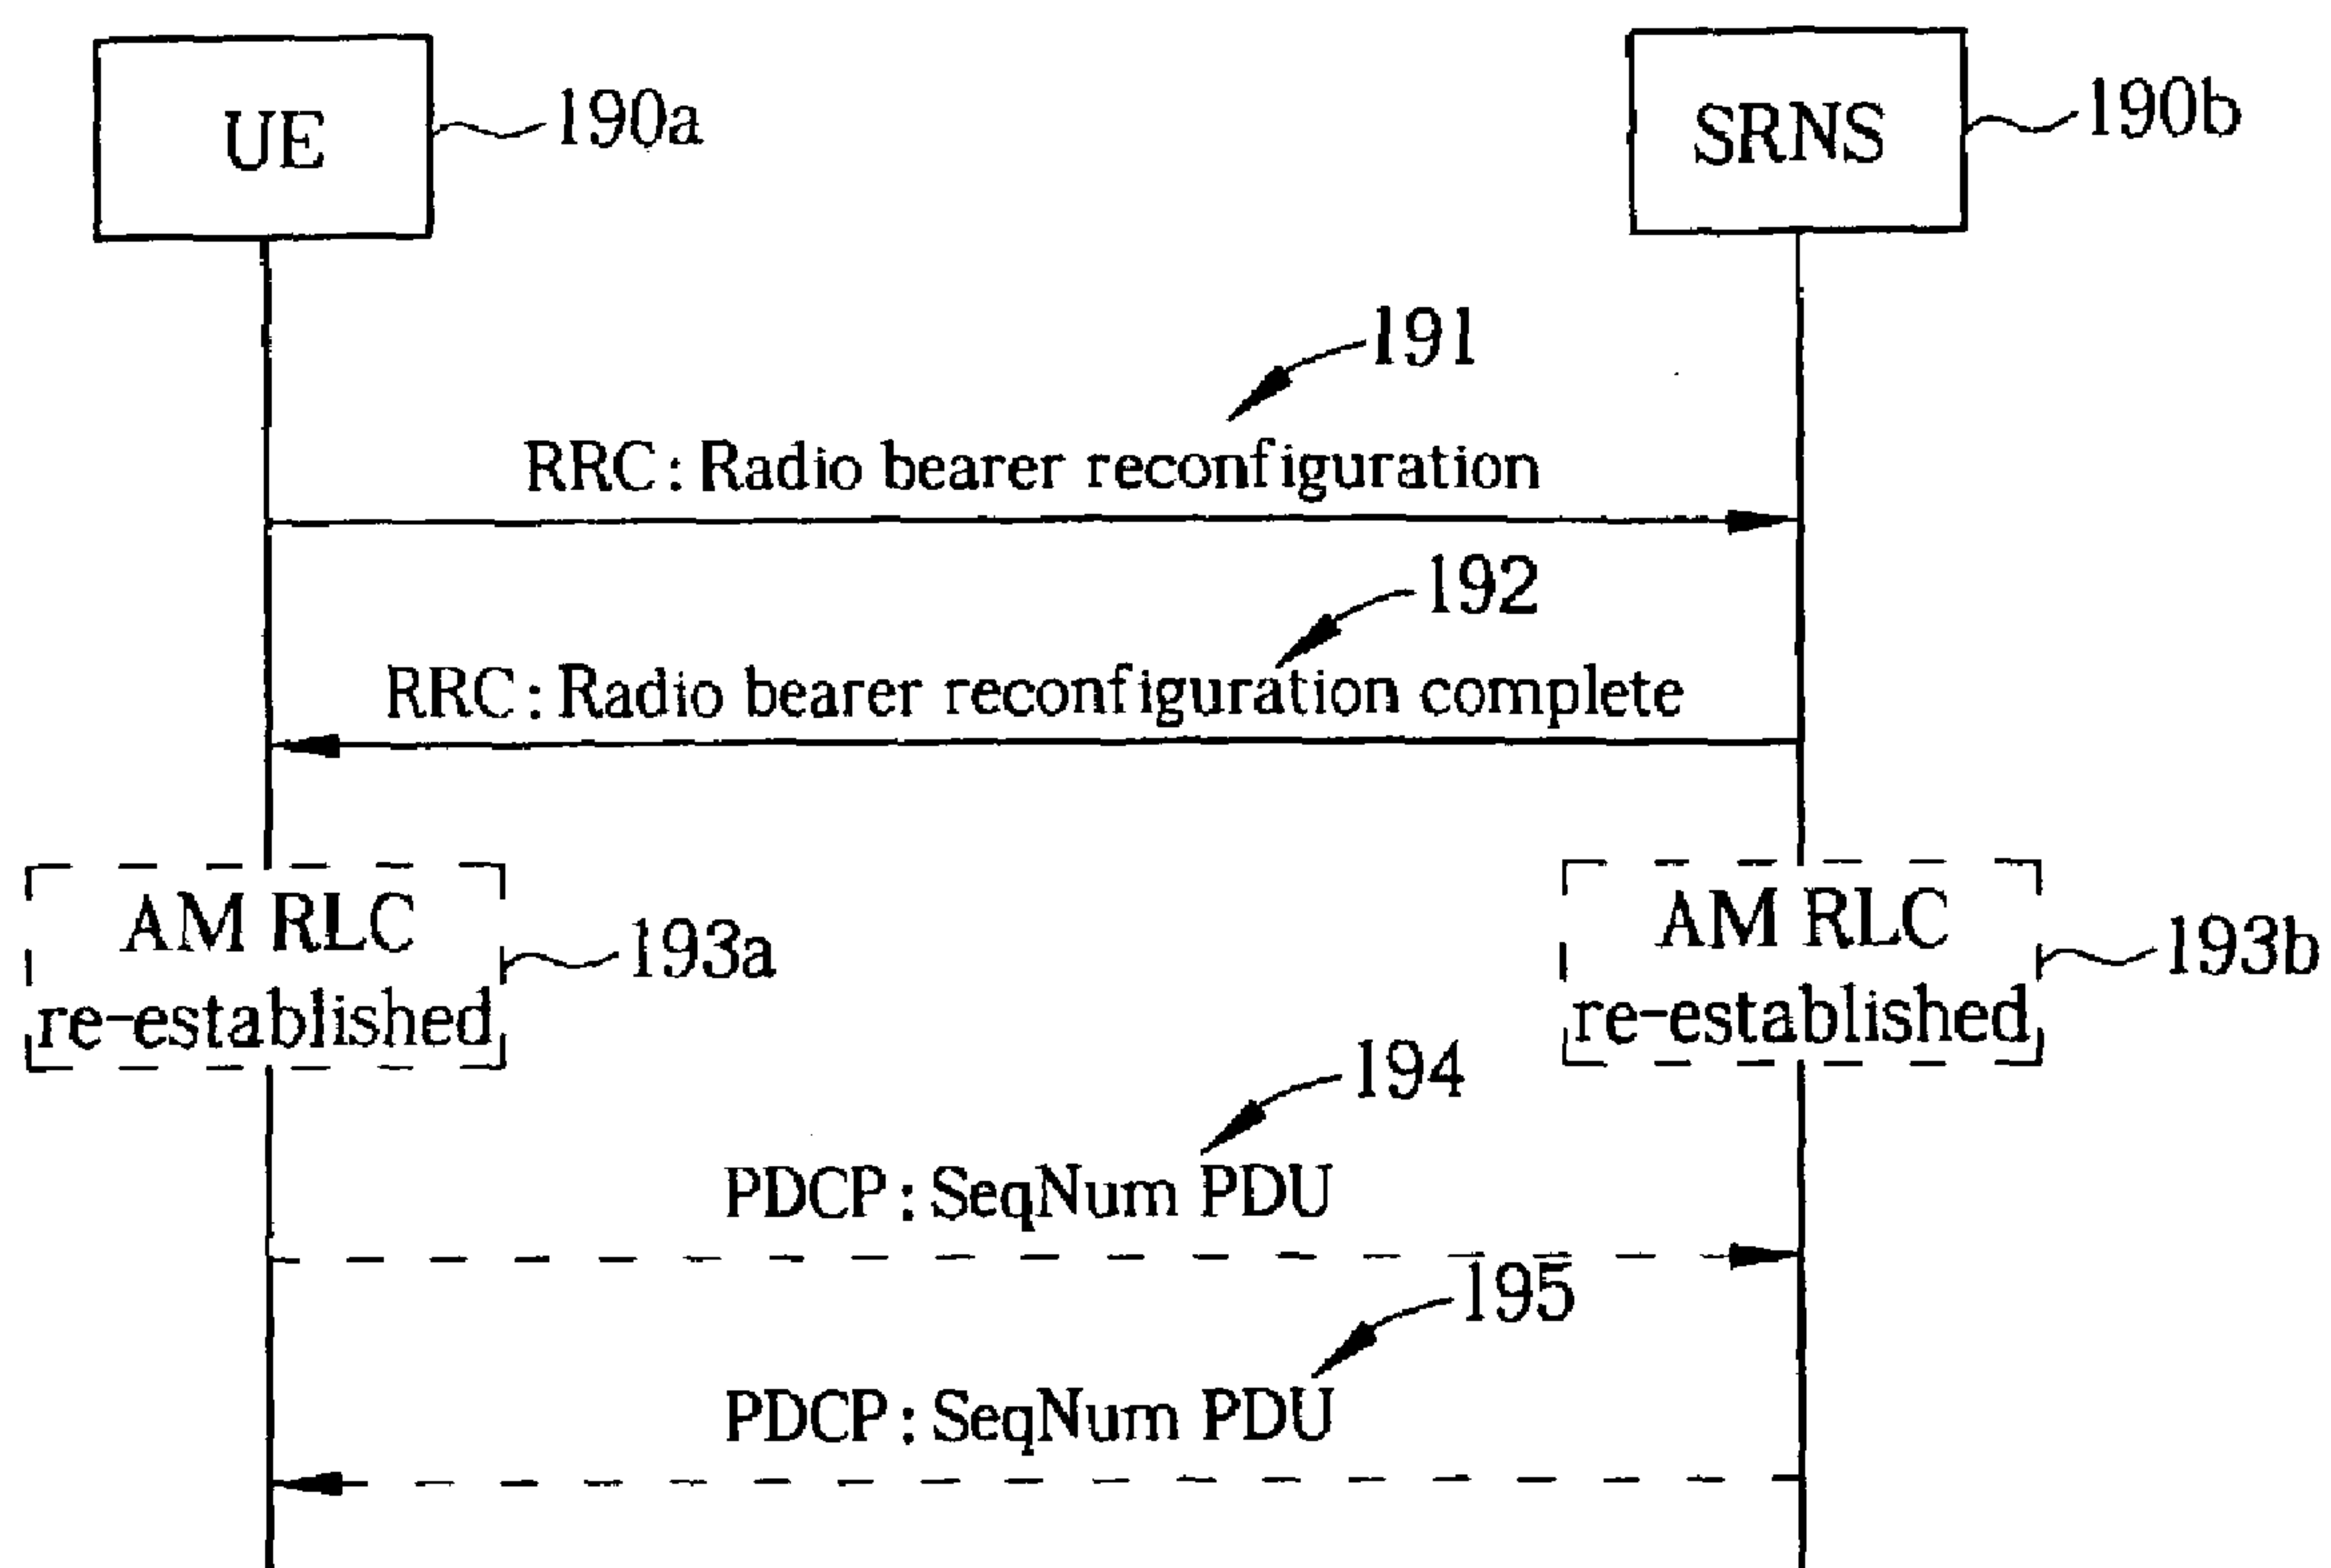 UE
190a
SRNS
190b
191
RRC : Radio bearer reconfiguration
192
RRC : Radio bearer reconfiguration complete
AM RLC
re-established
193a
AM RLC
re-established
193b
194
PDCP : SeqNum PDU
195
PDCP : SeqNum PDU